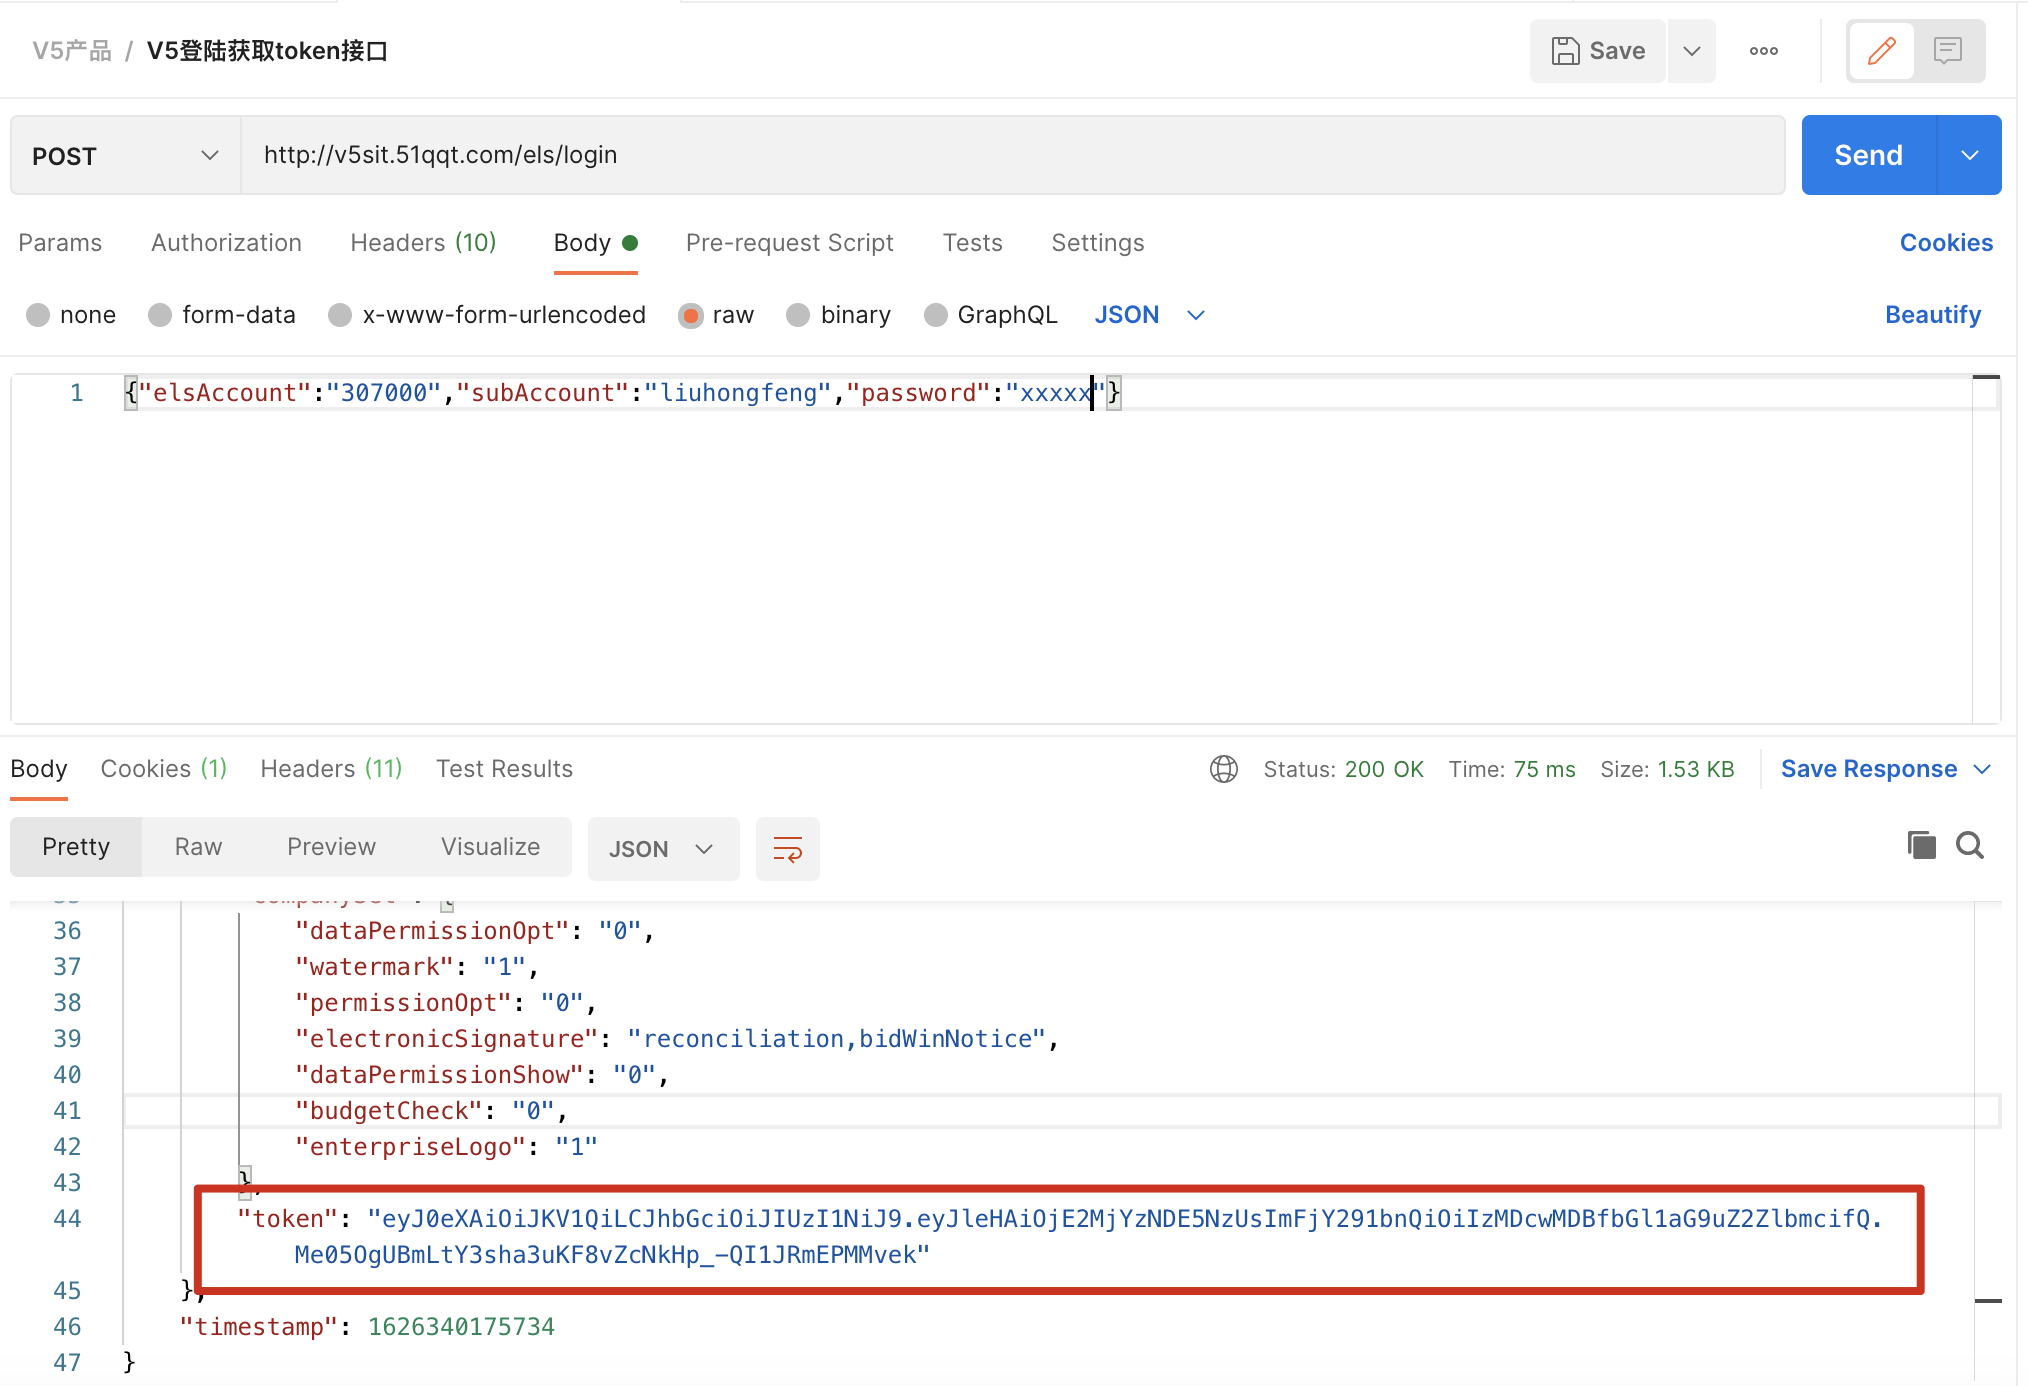 V5产品 / V5登陆获取token接口
Save
POST
http://v5sit.51qqt.com/els/login
Send
Params Authorization Headers (10) Body Pre-request Script Tests Settings Cookies
none form-data x-www-form-urlencoded raw binary GraphQL JSON Beautify
1 {"elsAccount":"307000","subAccount":"liuhongfeng","password":"xxxxx"}
Body Cookies (1) Headers (11) Test Results Status: 200 OK Time: 75 ms Size: 1.53 KB Save Response
Pretty Raw Preview Visualize JSON
36 "dataPermissionOpt": "0",
37 "watermark": "1",
38 "permissionOpt": "0",
39 "electronicSignature": "reconciliation,bidWinNotice",
40 "dataPermissionShow": "0",
41 "budgetCheck": "0",
42 "enterpriseLogo": "1"
43 },
44 "token": "eyJ0eXAiOiJKV1QiLCJhbGciOiJIUzI1NiJ9.eyJleHAiOjE2MjYzNDE5NzUsImFjY291bnQiOiIzMDcwMDBfbGl1aG9uZ2ZlbmcifQ.
Me05OgUBmLtY3sha3uKF8vZcNkHp_-QI1JRmEPMMvek"
45 },
46 "timestamp": 1626340175734
47 }